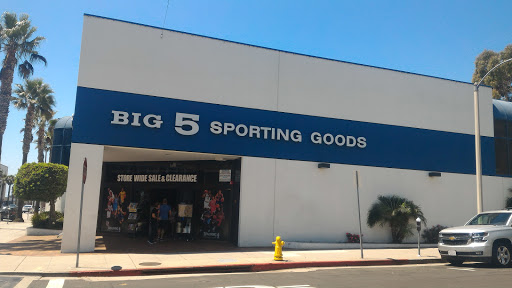 BIG 5 SPORTING GOODS
STORE WIDE SALE & CLEARANCE